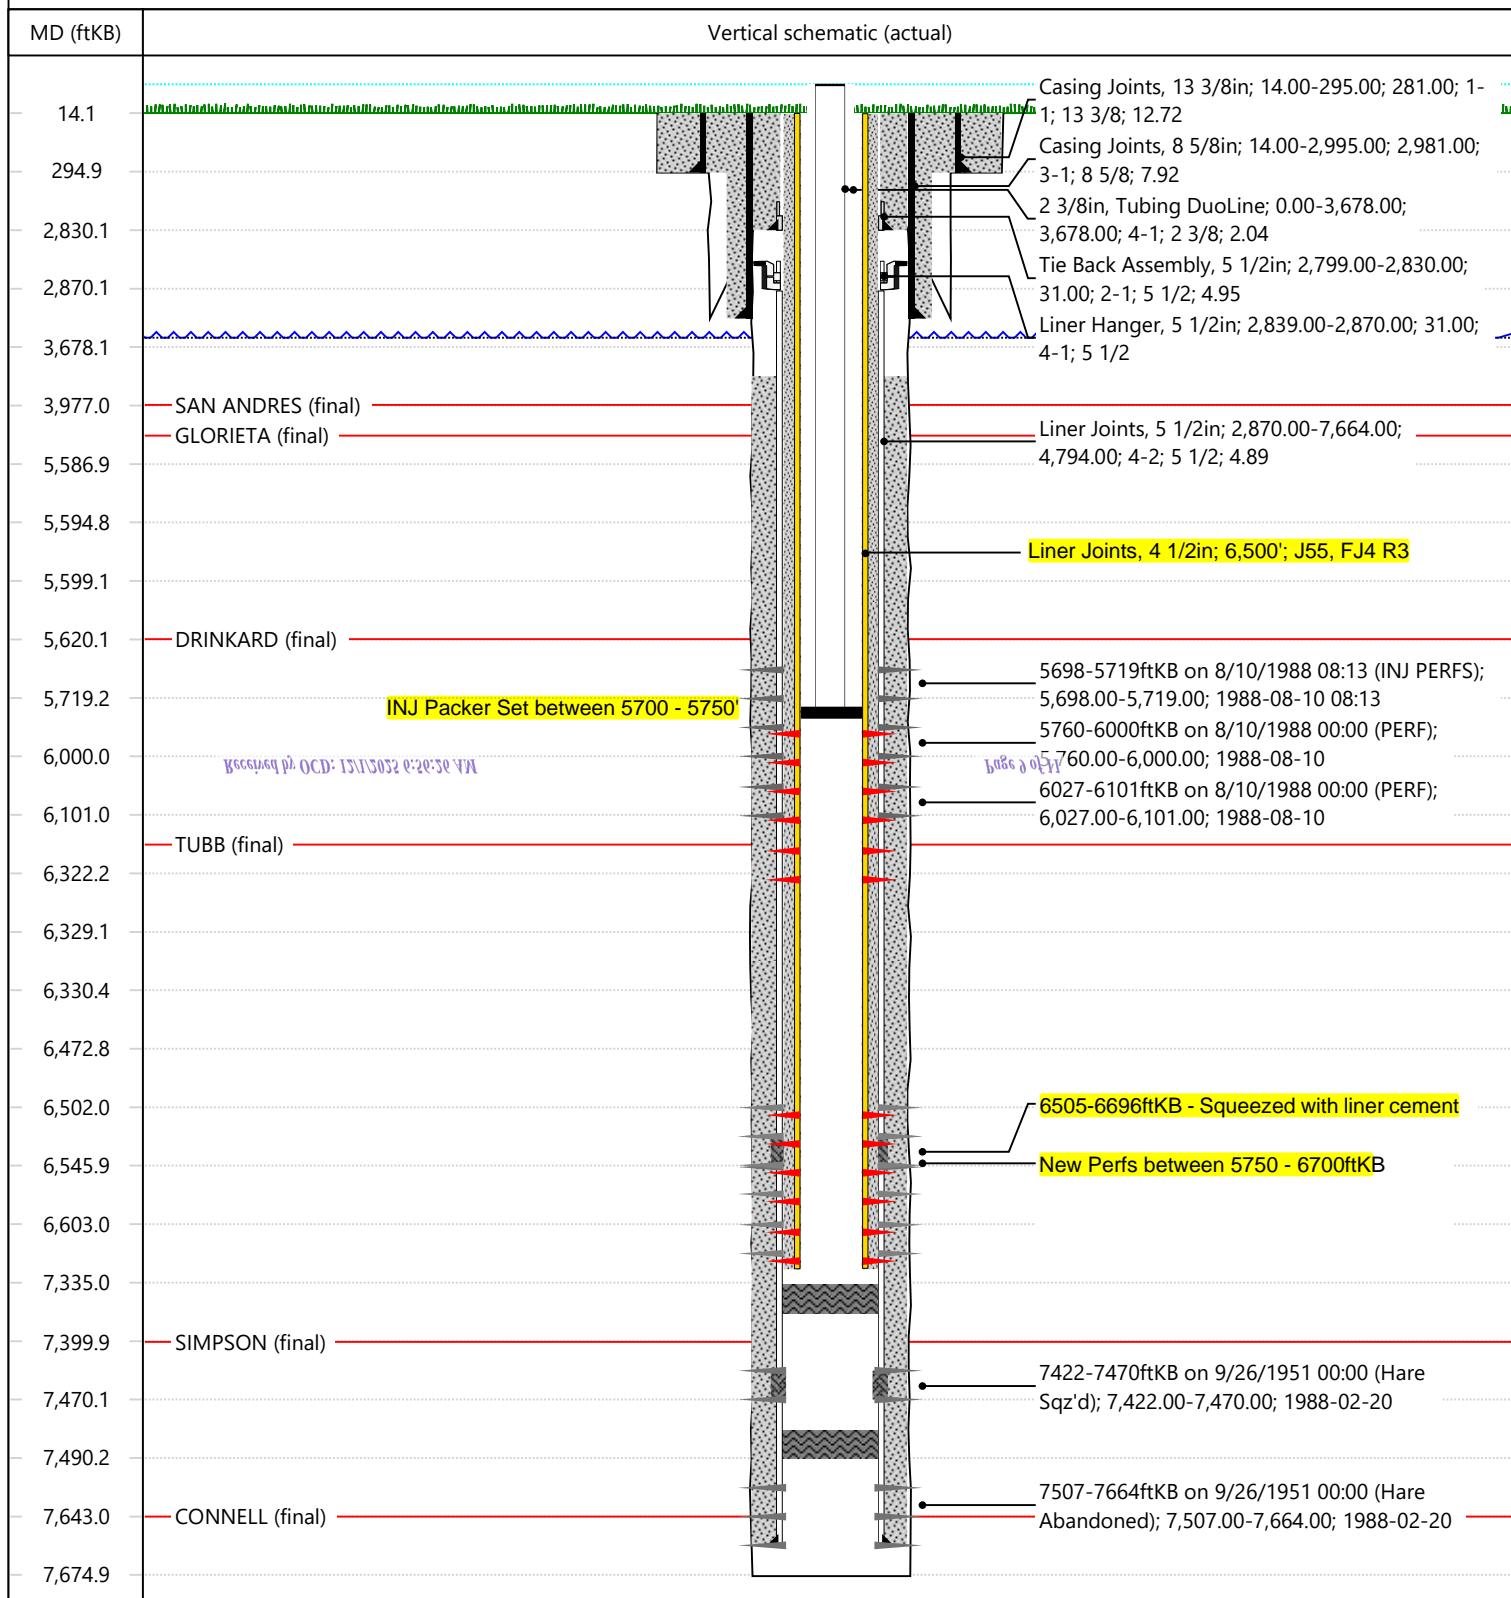 MD (ftKB)
Vertical schematic (actual)
Casing Joints, 13 3/8in; 14.00-295.00; 281.00; 1-
1; 13 3/8; 12.72
Casing Joints, 8 5/8in; 14.00-2,995.00; 2,981.00;
3-1; 8 5/8; 7.92
2 3/8in, Tubing DuoLine; 0.00-3,678.00;
3,678.00; 4-1; 2 3/8; 2.04
Tie Back Assembly, 5 1/2in; 2,799.00-2,830.00;
31.00; 2-1; 5 1/2; 4.95
Liner Hanger, 5 1/2in; 2,839.00-2,870.00; 31.00;
4-1; 5 1/2
14.1
294.9
2,830.1
2,870.1
3,678.1
3,977.0
SAN ANDRES (final)
GLORIETA (final)
Liner Joints, 5 1/2in; 2,870.00-7,664.00;
4,794.00; 4-2; 5 1/2; 4.89
5,586.9
5,594.8
Liner Joints, 4 1/2in; 6,500'; J55, FJ4 R3
5,599.1
5,620.1
DRINKARD (final)
5698-5719ftKB on 8/10/1988 08:13 (INJ PERFS);
5,698.00-5,719.00; 1988-08-10 08:13
5,719.2
INJ Packer Set between 5700 - 5750'
5760-6000ftKB on 8/10/1988 00:00 (PERF);
5,760.00-6,000.00; 1988-08-10
6,000.0
Received by OCD: 12/1/2025 6:56:26 AM
Page 9 of 11
6027-6101ftKB on 8/10/1988 00:00 (PERF);
6,027.00-6,101.00; 1988-08-10
6,101.0
TUBB (final)
6,322.2
6,329.1
6,330.4
6,472.8
6,502.0
6505-6696ftKB - Squeezed with liner cement
6,545.9
New Perfs between 5750 - 6700ftKB
6,603.0
7,335.0
7,399.9
SIMPSON (final)
7422-7470ftKB on 9/26/1951 00:00 (Hare
Sqz'd); 7,422.00-7,470.00; 1988-02-20
7,470.1
7,490.2
7507-7664ftKB on 9/26/1951 00:00 (Hare
Abandoned); 7,507.00-7,664.00; 1988-02-20
7,643.0
CONNELL (final)
7,674.9